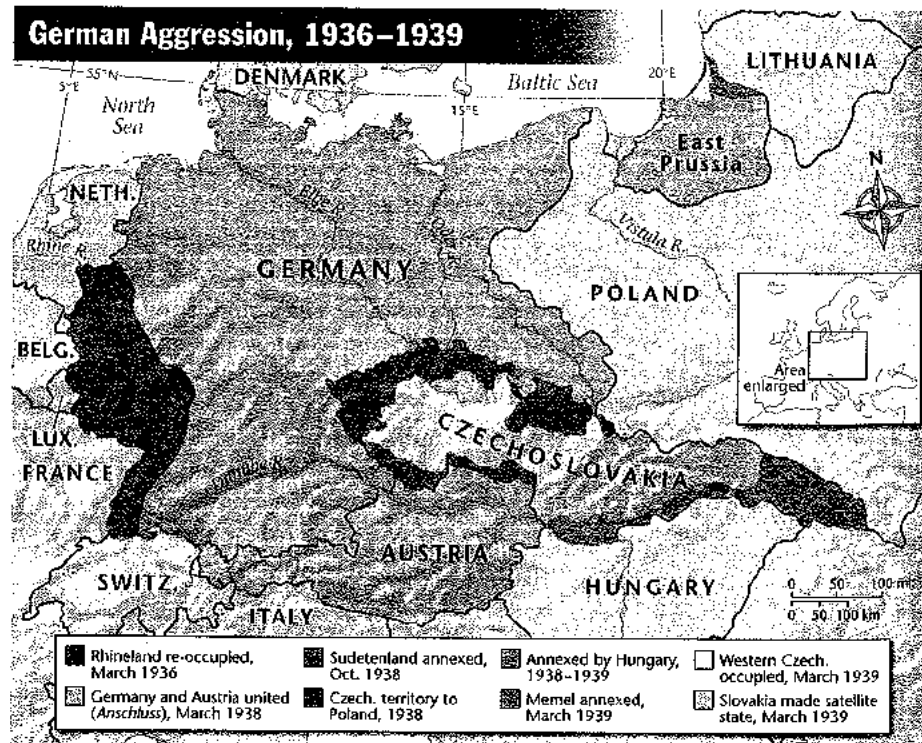 German Aggression, 1936–1939
LITHUANIA
DENMARK
Baltic Sea
20°E
55°N
5°E
15°E
North
Sea
East
Prussia
N
NETH.
Elbe R.
Oder R.
Vistula R.
Rhine R.
GERMANY
POLAND
BELG.
Area
enlarged
LUX.
CZECHOSLOVAKIA
FRANCE
Danube R.
AUSTRIA
SWITZ.
HUNGARY
0 50 100 mi
0 50 100 km
ITALY
Rhineland re-occupied,
March 1936
Germany and Austria united
(Anschluss), March 1938
Sudetenland annexed,
Oct. 1938
Czech. territory to
Poland, 1938
Annexed by Hungary,
1938–1939
Memel annexed,
March 1939
Western Czech.
occupied, March 1939
Slovakia made satellite
state, March 1939